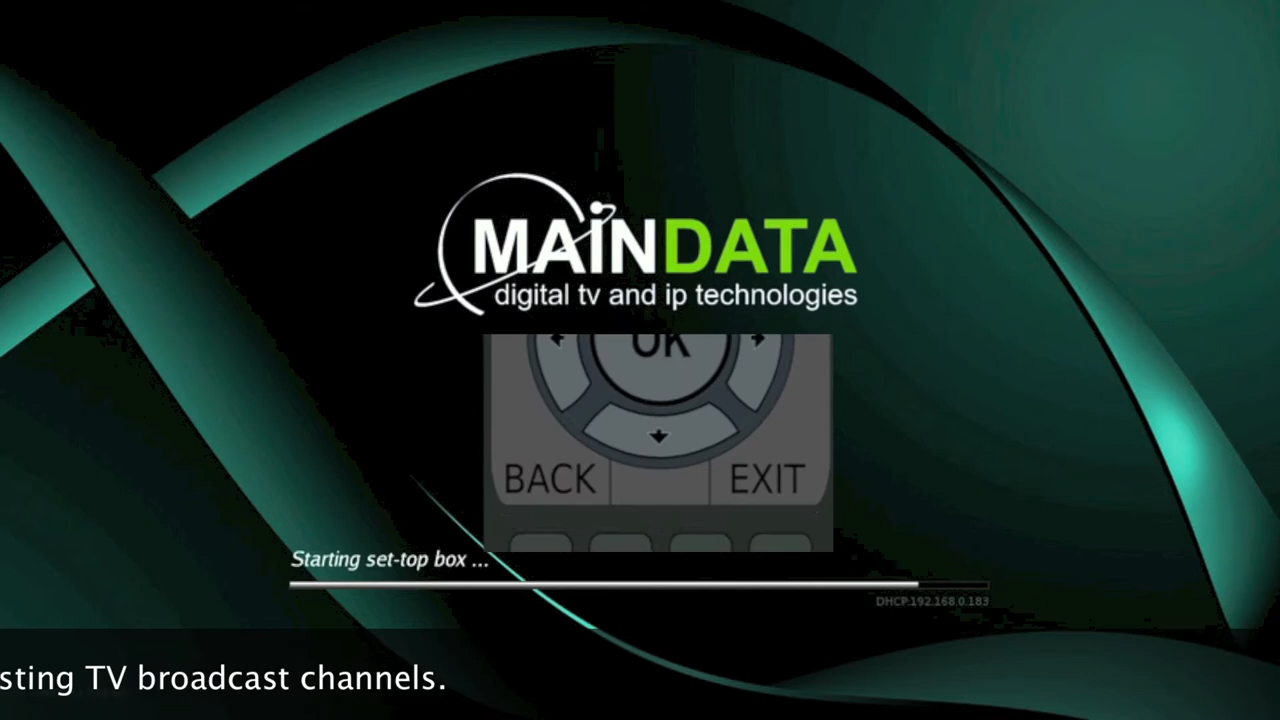 MAINDATA
digital tv and ip technologies
OK
BACK
EXIT
Starting set-top box ...
DHCP:192.168.0.183
sting TV broadcast channels.